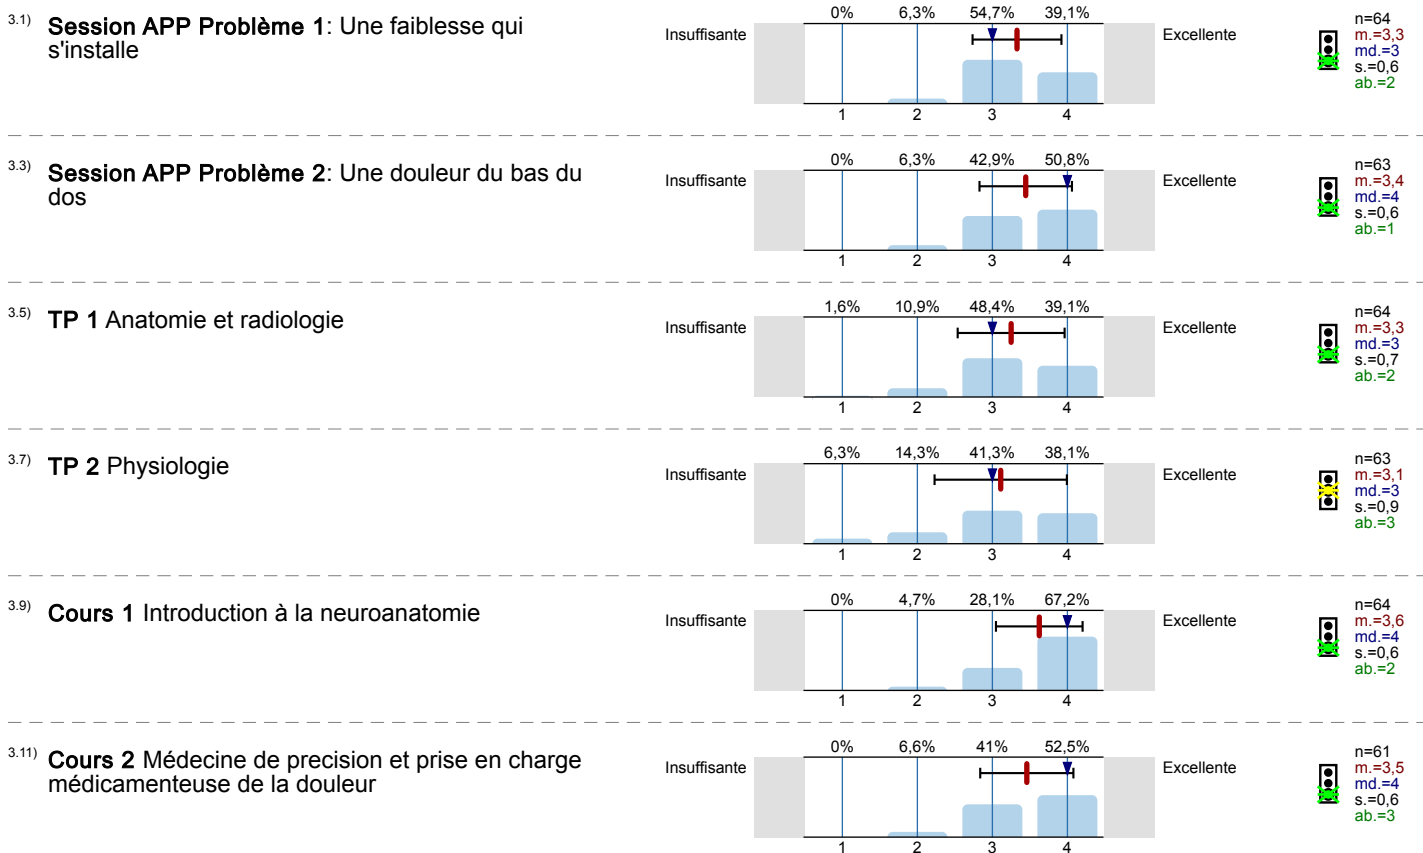 3.1) Session APP Problème 1: Une faiblesse qui
s'installe
Insuffisante
0% 6,3% 54,7% 39,1%
1 2 3 4
Excellente
n=64
m.=3,3
md.=3
s.=0,6
ab.=2
3.3) Session APP Problème 2: Une douleur du bas du
dos
Insuffisante
0% 6,3% 42,9% 50,8%
1 2 3 4
Excellente
n=63
m.=3,4
md.=4
s.=0,6
ab.=1
3.5) TP 1 Anatomie et radiologie
Insuffisante
1,6% 10,9% 48,4% 39,1%
1 2 3 4
Excellente
n=64
m.=3,3
md.=3
s.=0,7
ab.=2
3.7) TP 2 Physiologie
Insuffisante
6,3% 14,3% 41,3% 38,1%
1 2 3 4
Excellente
n=63
m.=3,1
md.=3
s.=0,9
ab.=3
3.9) Cours 1 Introduction à la neuroanatomie
Insuffisante
0% 4,7% 28,1% 67,2%
1 2 3 4
Excellente
n=64
m.=3,6
md.=4
s.=0,6
ab.=2
3.11) Cours 2 Médecine de precision et prise en charge
médicamenteuse de la douleur
Insuffisante
0% 6,6% 41% 52,5%
1 2 3 4
Excellente
n=61
m.=3,5
md.=4
s.=0,6
ab.=3